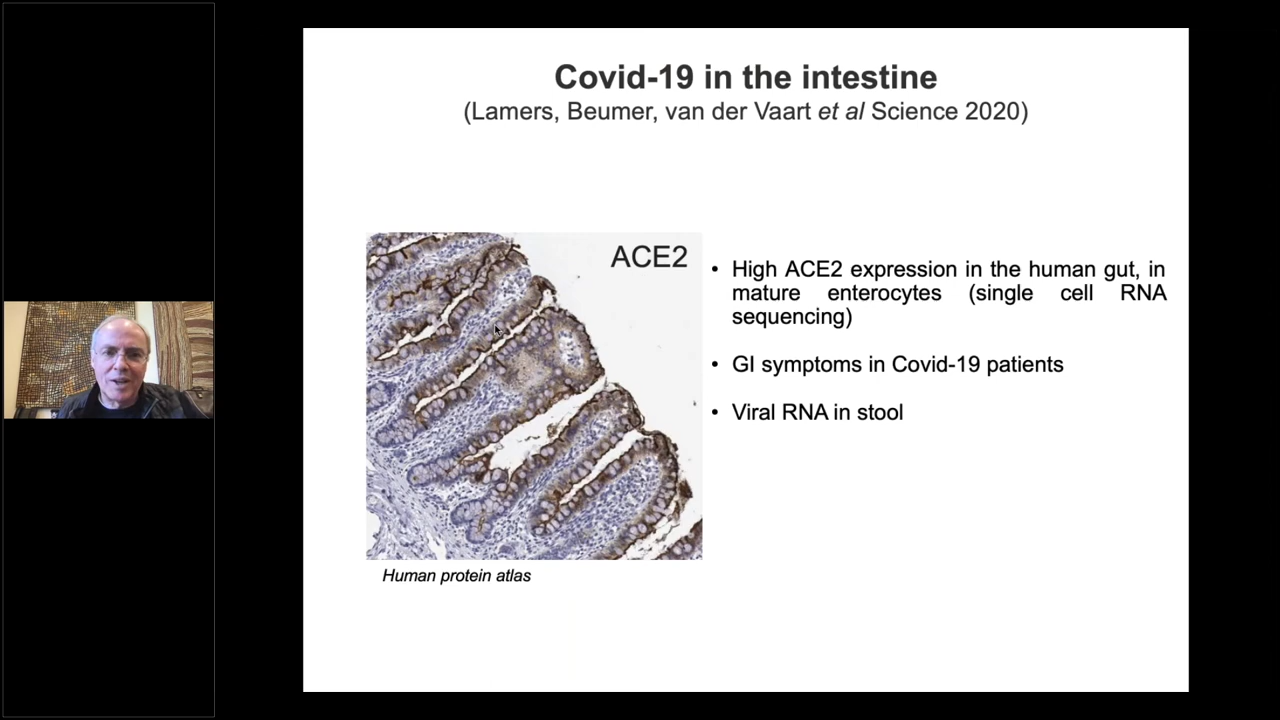 Covid-19 in the intestine
(Lamers, Beumer, van der Vaart et al Science 2020)
ACE2
• High ACE2 expression in the human gut, in
mature enterocytes (single cell RNA
sequencing)
• GI symptoms in Covid-19 patients
• Viral RNA in stool
Human protein atlas